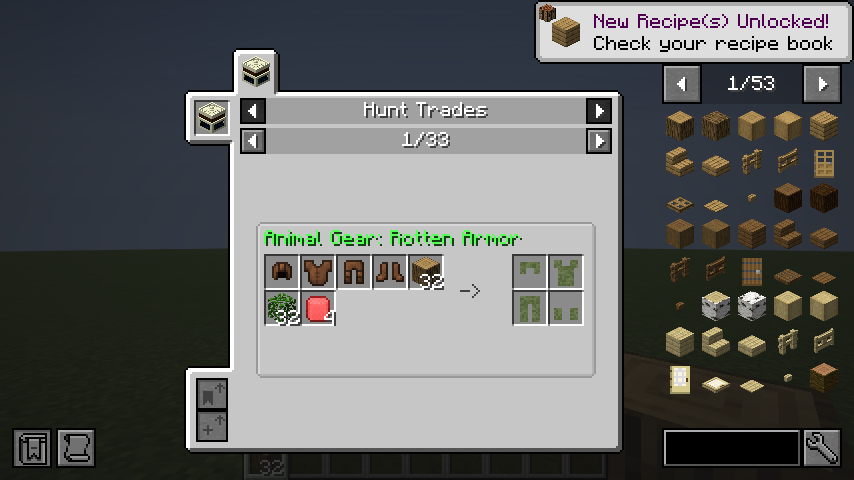 New Recipe(s) Unlocked!
Check your recipe book
1/53
Hunt Trades
1/33
Animal Gear: Rotten Armor
32
32
4
32